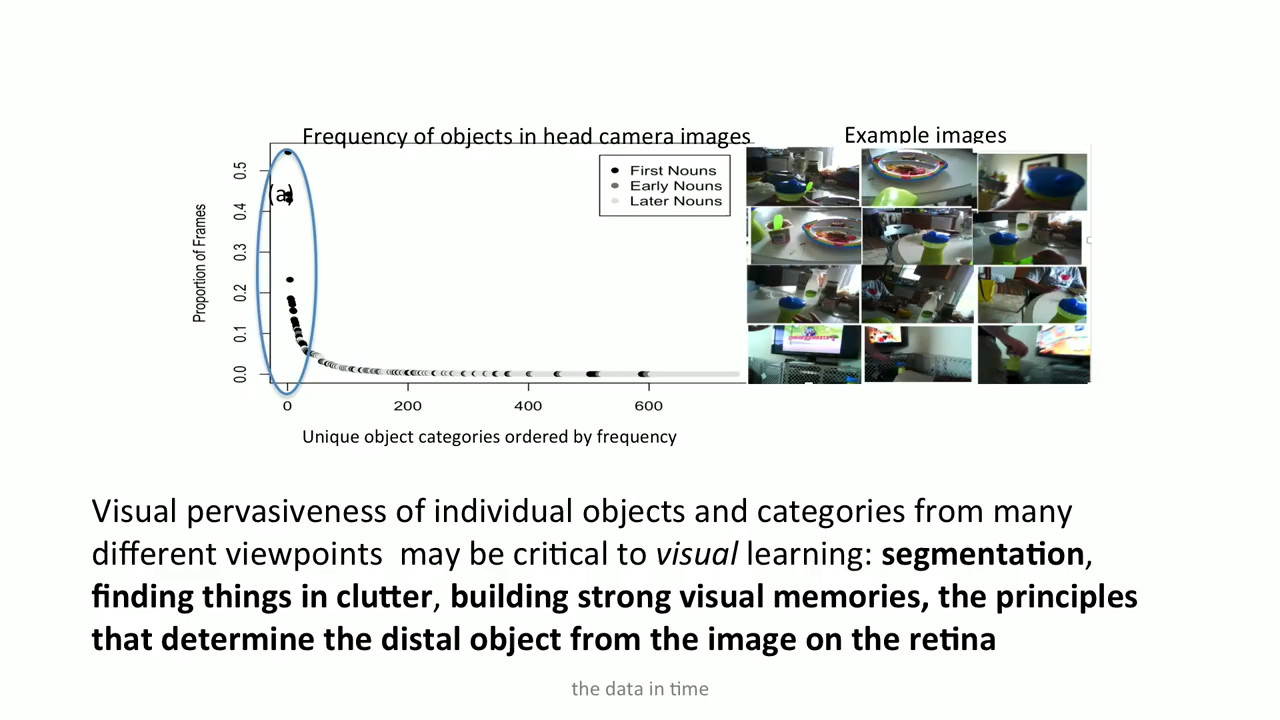 Frequency of objects in head camera images
Example images
(a)
First Nouns
Early Nouns
Later Nouns
Proportion of Frames
0.5
0.4
0.3
0.2
0.1
0.0
0 200 400 600
Unique object categories ordered by frequency
Visual pervasiveness of individual objects and categories from many
different viewpoints may be critical to visual learning: segmentation,
finding things in clutter, building strong visual memories, the principles
that determine the distal object from the image on the retina
the data in time